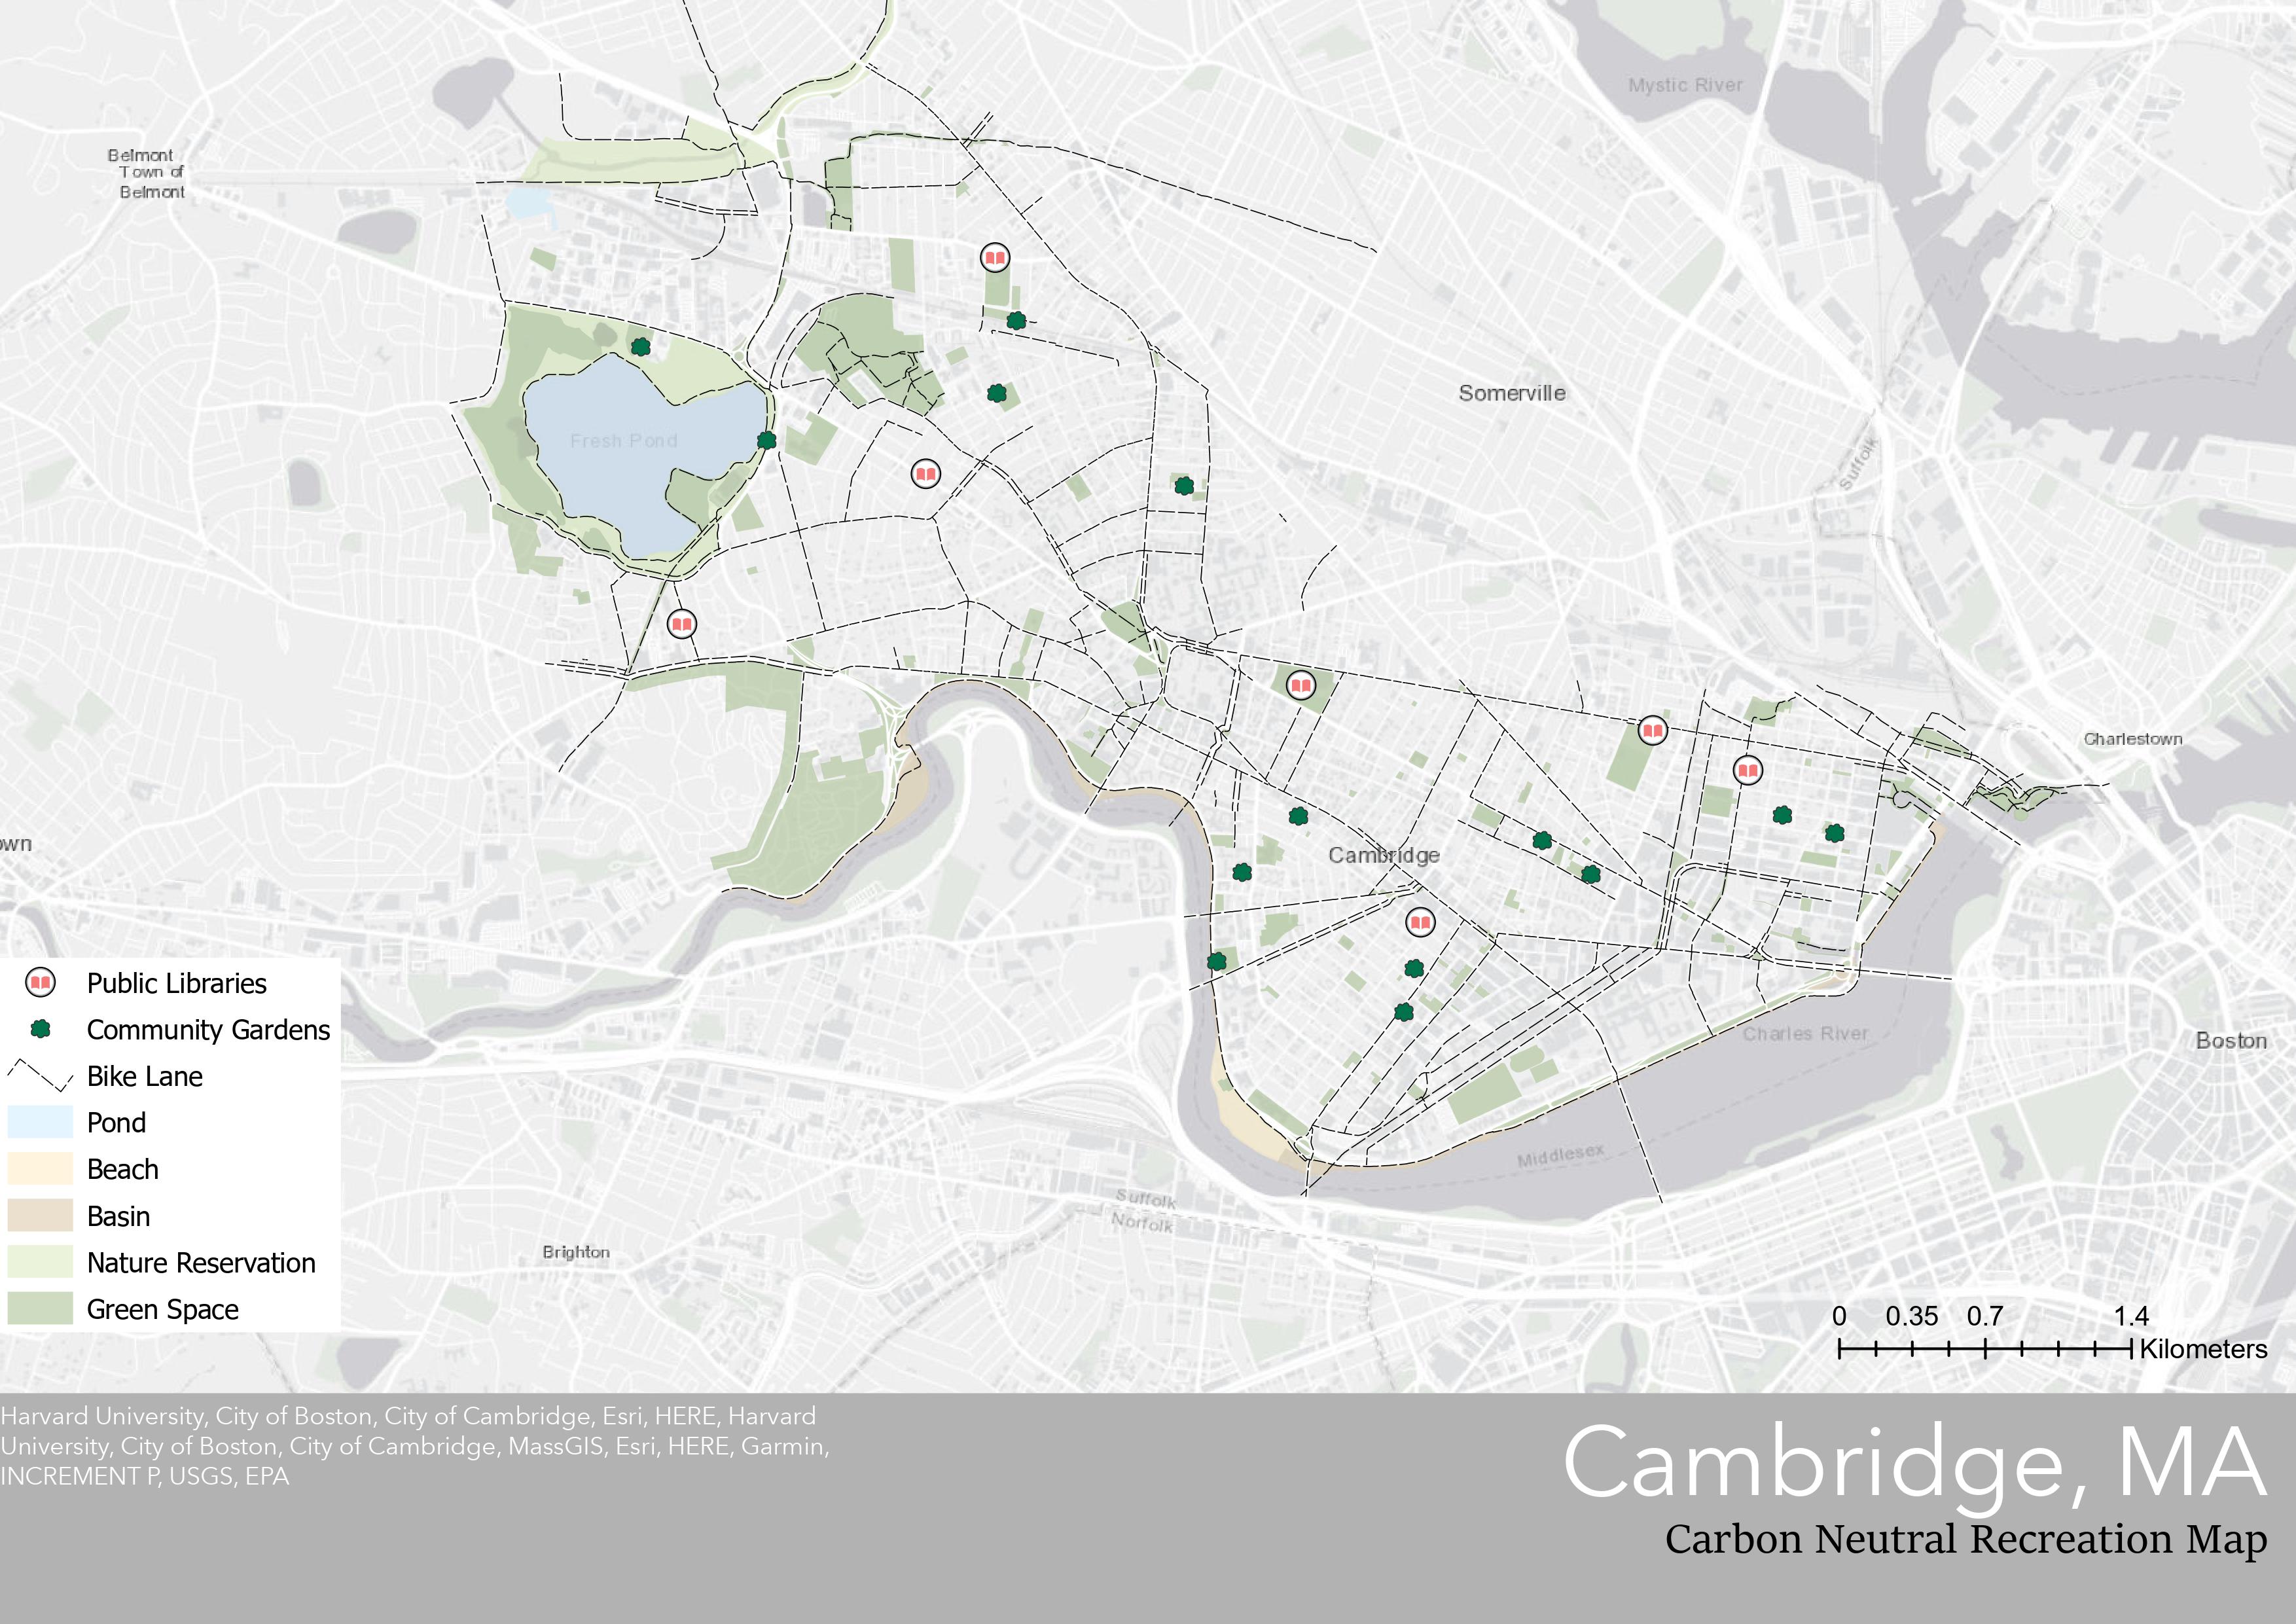 Mystic River
Belmont
Town of
Belmont
Somerville
Fresh Pond
Suffolk
Charlestown
own
Cambridge
Public Libraries
Community Gardens
Bike Lane
Pond
Beach
Basin
Nature Reservation
Green Space
Charles River
Boston
Middlesex
Suffolk
Norfolk
Brighton
0 0.35 0.7 1.4
Kilometers
Harvard University, City of Boston, City of Cambridge, Esri, HERE, Harvard
University, City of Boston, City of Cambridge, MassGIS, Esri, HERE, Garmin,
INCREMENT P, USGS, EPA
Cambridge, MA
Carbon Neutral Recreation Map